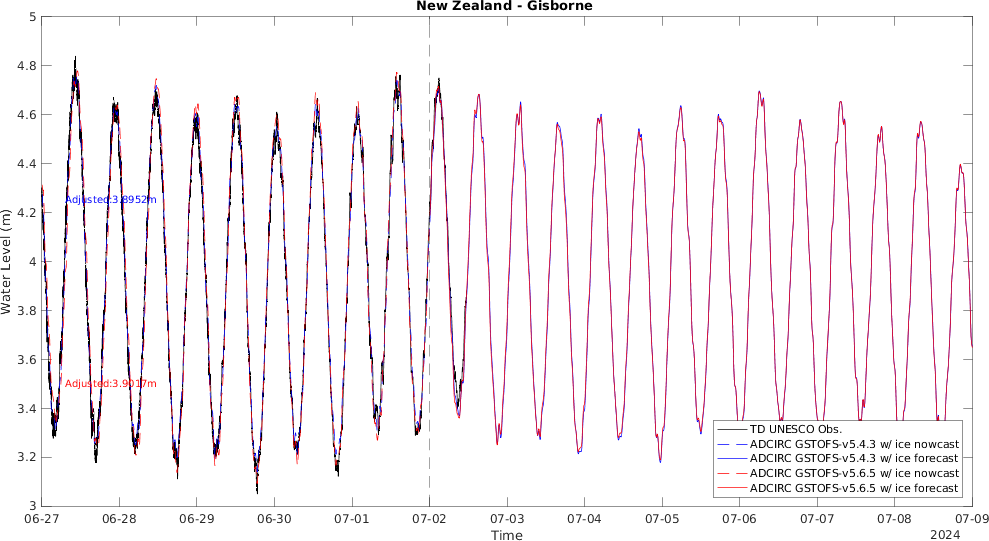 New Zealand - Gisborne
5
4.8
4.6
4.4
4.2
4
3.8
3.6
3.4
3.2
3
Water Level (m)
Adjusted:3.8952m
Adjusted:3.9017m
TD UNESCO Obs.
ADCIRC GSTOFS-v5.4.3 w/ ice nowcast
ADCIRC GSTOFS-v5.4.3 w/ ice forecast
ADCIRC GSTOFS-v5.6.5 w/ ice nowcast
ADCIRC GSTOFS-v5.6.5 w/ ice forecast
06-27 06-28 06-29 06-30 07-01 07-02 07-03 07-04 07-05 07-06 07-07 07-08 07-09
Time
2024